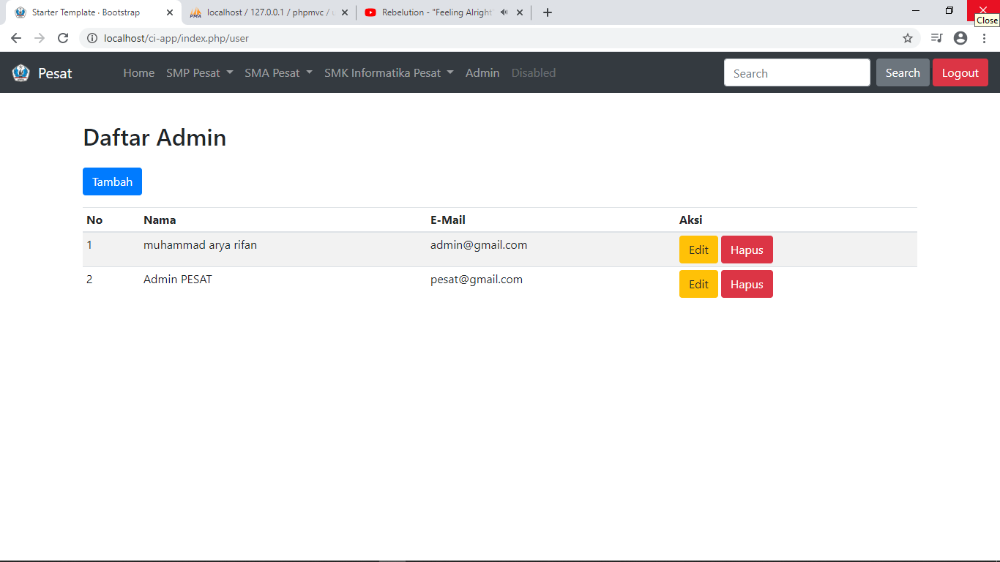 Starter Template · Bootstrap
localhost / 127.0.0.1 / phpmvc /
Rebelution - "Feeling Alright"
Close
localhost/ci-app/index.php/user
Pesat Home SMP Pesat SMA Pesat SMK Informatika Pesat Admin Disabled Search Search Logout
Daftar Admin
Tambah
No Nama E-Mail Aksi
1 muhammad arya rifan admin@gmail.com Edit Hapus
2 Admin PESAT pesat@gmail.com Edit Hapus